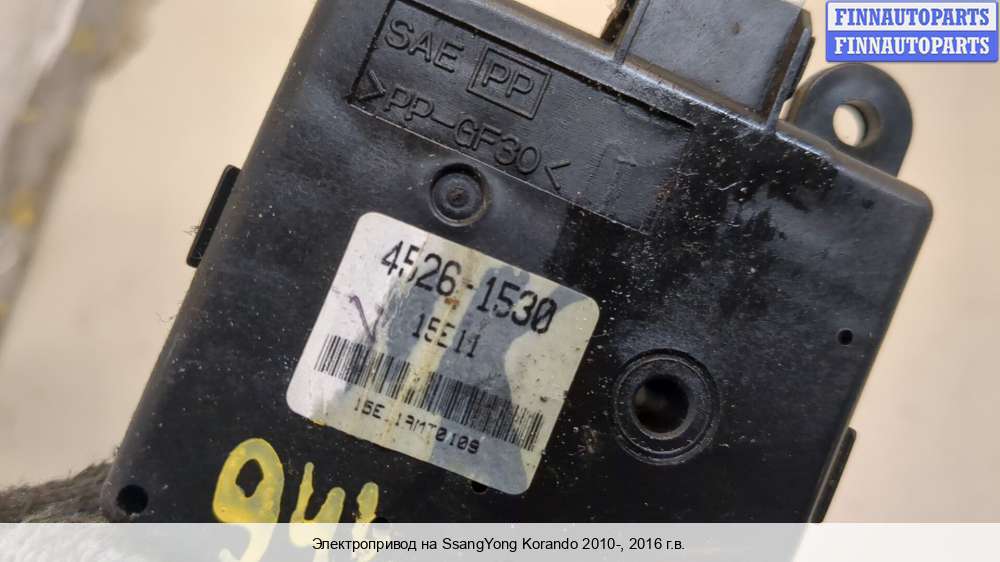 FINNAUTOPARTS
FINNAUTOPARTS
SAE PP
>PP-GF30<
4526-1530
15E11
Электропривод на SsangYong Korando 2010-, 2016 г.в.